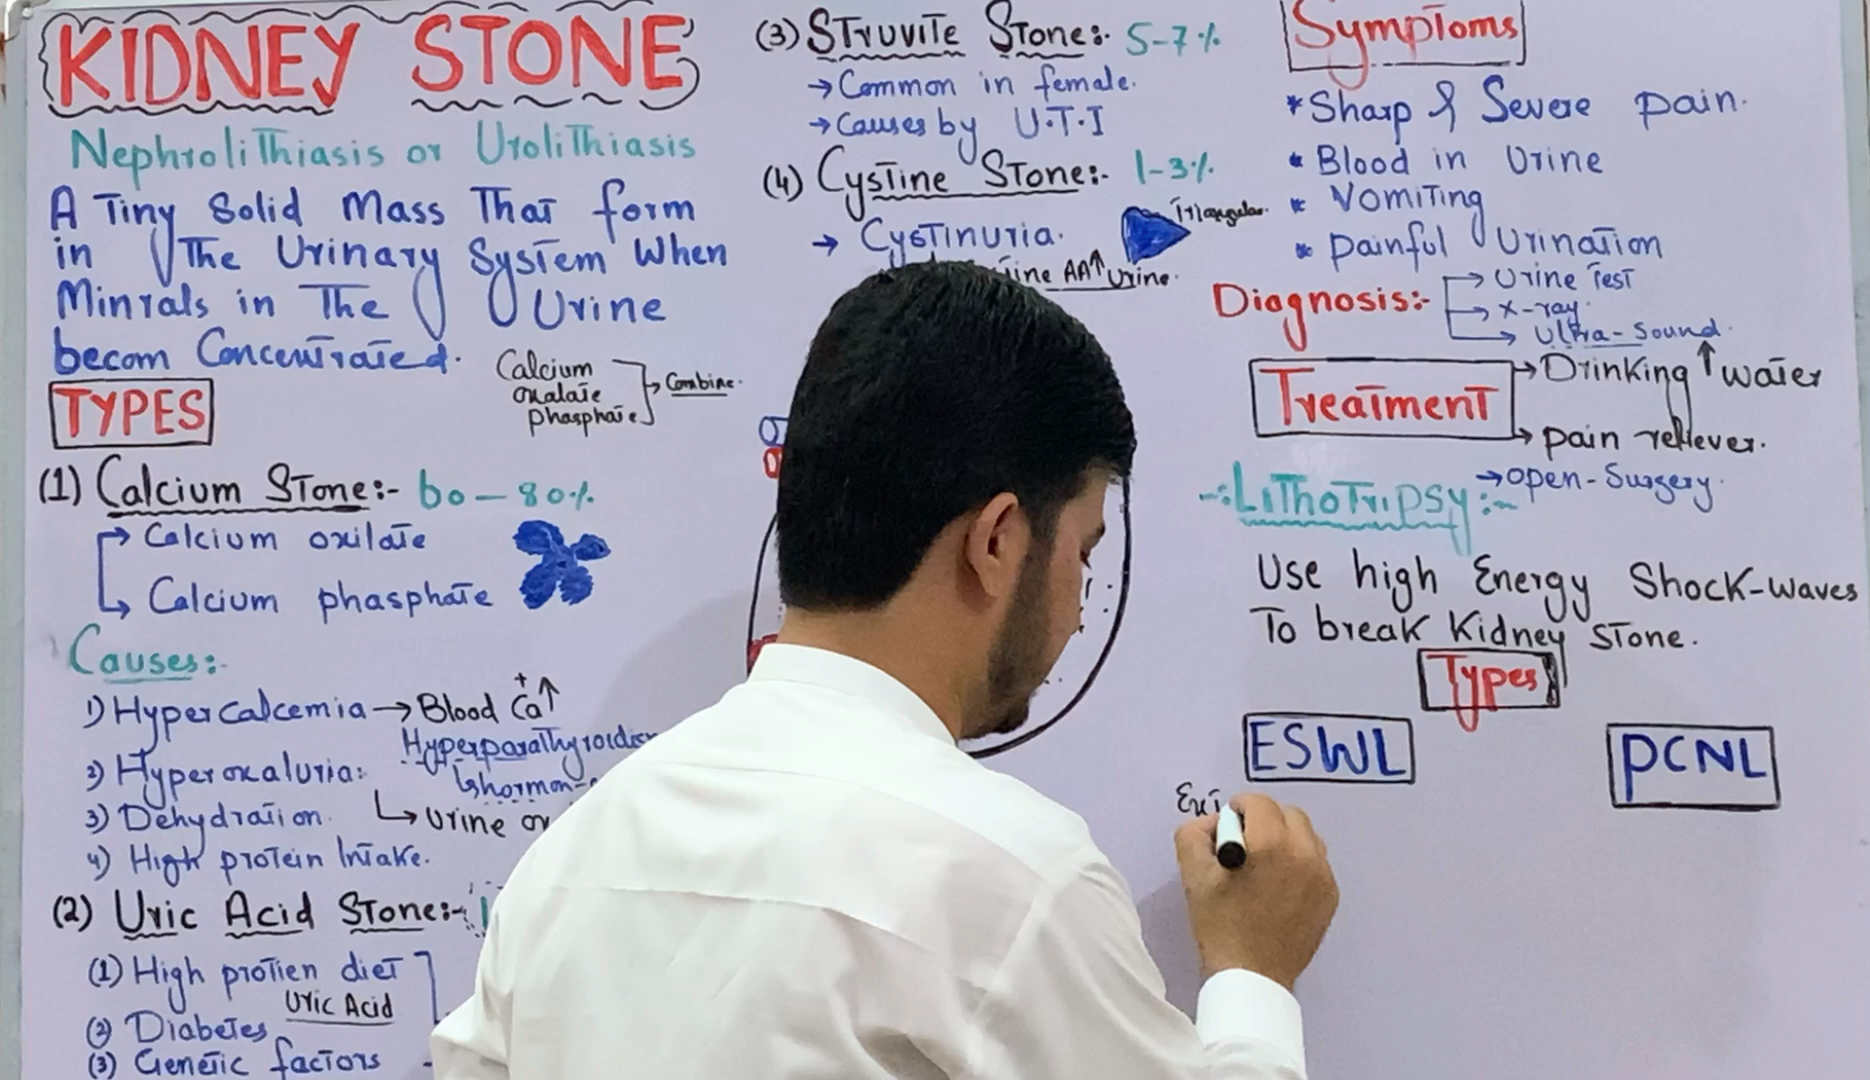 KIDNEY STONE
Nephrolithiasis or Urolithiasis
A Tiny Solid Mass That form
in The Urinary System When
Minrals in The Urine
becom Concentrated.
Calcium
oxalate
phasphate
Combine.
TYPES
(1) Calcium Stone:- 60-80%
Calcium oxilate
Calcium phasphate
Causes:-
1) Hypercalcemia → Blood Ca+↑
Hyperparathyroidism
↳hormon
2) Hyperoxaluria:
↳ Urine
3) Dehydration.
4) High protein Intake.
(2) Uric Acid Stone:-
(1) High protien diet
Uric Acid
(2) Diabetes
(3) Genetic factors
(3) Struvite Stone:- 5-7%
→ Common in female.
→ Causes by U.T.I
(4) Cystine Stone:- 1-3%
Triangular.
→ Cystinuria.
AA↑ Urine.
Symptoms
* Sharp & Severe pain.
* Blood in Urine
* Vomiting
* painful Urination
Diagnosis:-
→ Urine Test
→ x-ray.
→ Ultra-Sound.
Treatment
→ Drinking ↑ water
→ pain reliever.
→ open-Surgery.
-:Lithotripsy:-
Use high Energy Shock-waves
To break Kidney Stone.
Types
ESWL
PCNL